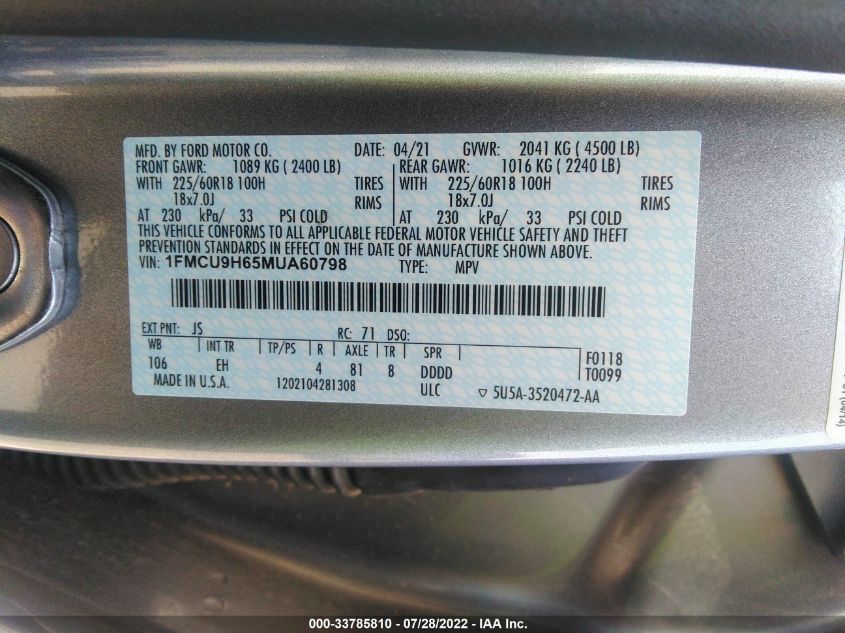 MFD. BY FORD MOTOR CO. DATE: 04/21 GVWR: 2041 KG ( 4500 LB)
FRONT GAWR: 1089 KG ( 2400 LB) REAR GAWR: 1016 KG ( 2240 LB)
WITH 225/60R18 100H TIRES WITH 225/60R18 100H TIRES
18x7.0J RIMS 18x7.0J RIMS
AT 230 kPa/ 33 PSI COLD AT 230 kPa/ 33 PSI COLD
THIS VEHICLE CONFORMS TO ALL APPLICABLE FEDERAL MOTOR VEHICLE SAFETY AND THEFT
PREVENTION STANDARDS IN EFFECT ON THE DATE OF MANUFACTURE SHOWN ABOVE.
VIN: 1FMCU9H65MUA60798 TYPE: MPV
EXT PNT: JS RC: 71 DSO:
WB INT TR TP/PS R AXLE TR SPR F0118
106 EH 4 81 8 DDDD T0099
MADE IN U.S.A. 1202104281308 ULC ▽ 5U5A-3520472-AA
000-33785810 / 07/28/2022 - IAA Inc.